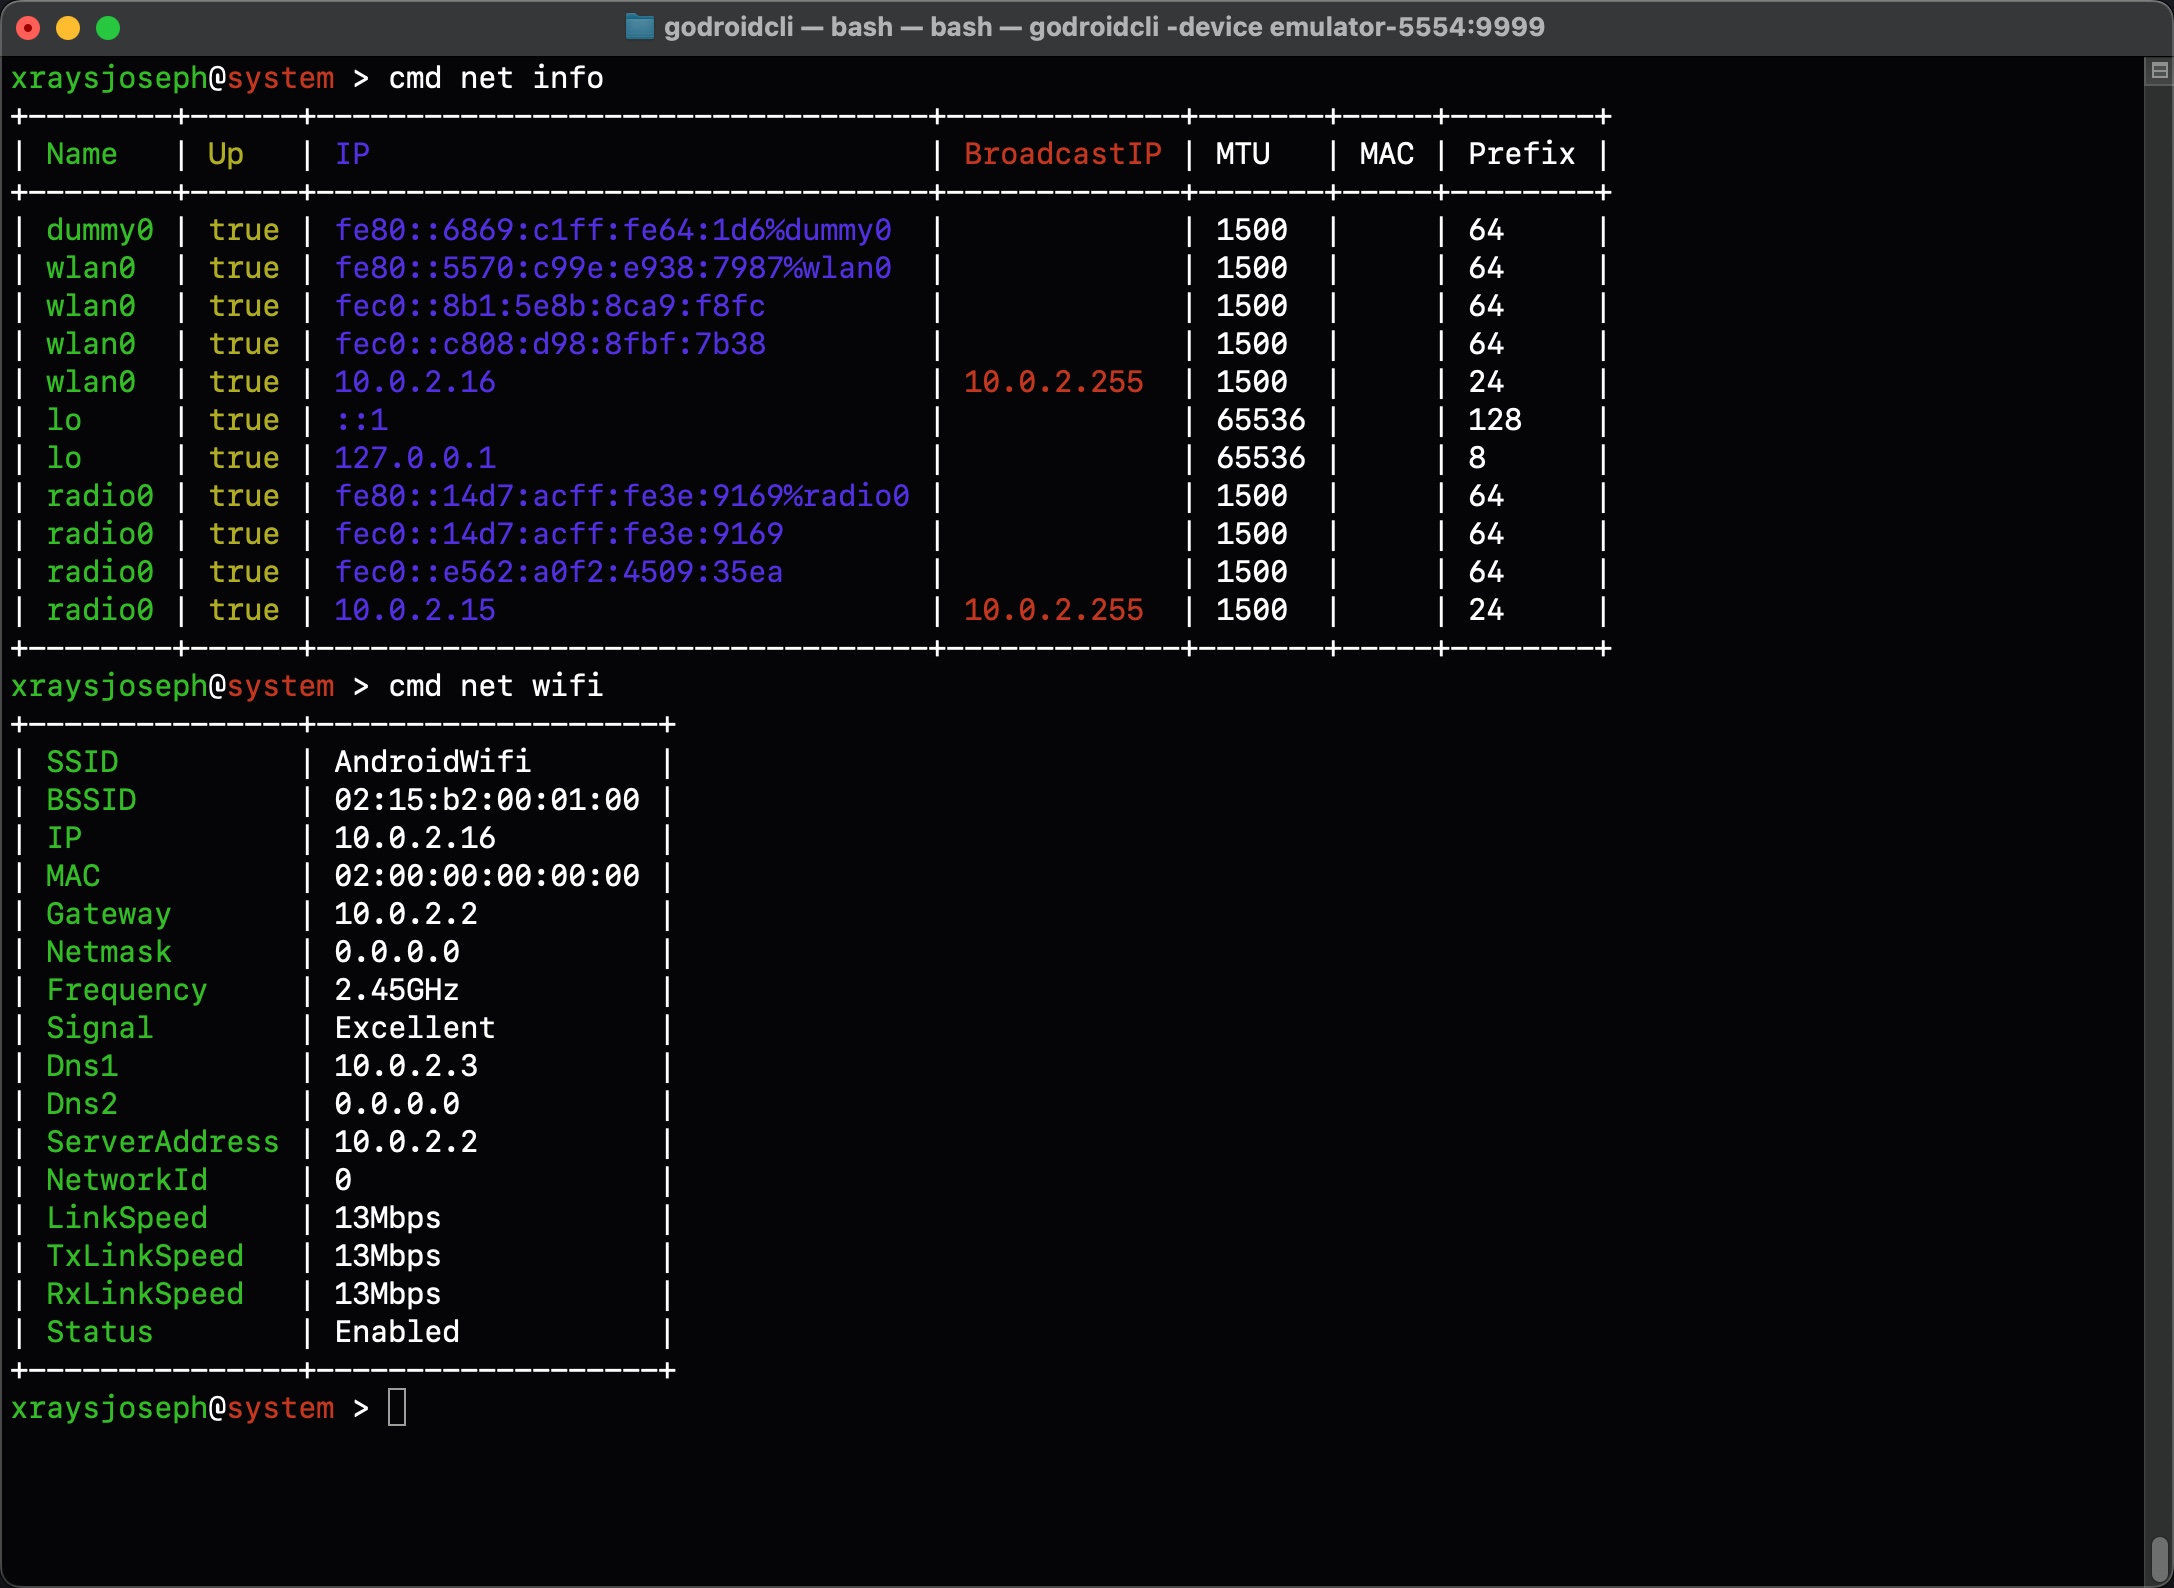 godroidcli — bash — bash — godroidcli -device emulator-5554:9999
xraysjoseph@system > cmd net info
+--------+------+----------------------------------+-------------+-------+-----+--------+
| Name   | Up   | IP                               | BroadcastIP | MTU   | MAC | Prefix |
+--------+------+----------------------------------+-------------+-------+-----+--------+
| dummy0 | true | fe80::6869:c1ff:fe64:1d6%dummy0  |             | 1500  |     | 64     |
| wlan0  | true | fe80::5570:c99e:e938:7987%wlan0  |             | 1500  |     | 64     |
| wlan0  | true | fec0::8b1:5e8b:8ca9:f8fc         |             | 1500  |     | 64     |
| wlan0  | true | fec0::c808:d98:8fbf:7b38         |             | 1500  |     | 64     |
| wlan0  | true | 10.0.2.16                        | 10.0.2.255  | 1500  |     | 24     |
| lo     | true | ::1                              |             | 65536 |     | 128    |
| lo     | true | 127.0.0.1                        |             | 65536 |     | 8      |
| radio0 | true | fe80::14d7:acff:fe3e:9169%radio0 |             | 1500  |     | 64     |
| radio0 | true | fec0::14d7:acff:fe3e:9169        |             | 1500  |     | 64     |
| radio0 | true | fec0::e562:a0f2:4509:35ea        |             | 1500  |     | 64     |
| radio0 | true | 10.0.2.15                        | 10.0.2.255  | 1500  |     | 24     |
+--------+------+----------------------------------+-------------+-------+-----+--------+
xraysjoseph@system > cmd net wifi
+---------------+-------------------+
| SSID          | AndroidWifi       |
| BSSID         | 02:15:b2:00:01:00 |
| IP            | 10.0.2.16         |
| MAC           | 02:00:00:00:00:00 |
| Gateway       | 10.0.2.2          |
| Netmask       | 0.0.0.0           |
| Frequency     | 2.45GHz           |
| Signal        | Excellent         |
| Dns1          | 10.0.2.3          |
| Dns2          | 0.0.0.0           |
| ServerAddress | 10.0.2.2          |
| NetworkId     | 0                 |
| LinkSpeed     | 13Mbps            |
| TxLinkSpeed   | 13Mbps            |
| RxLinkSpeed   | 13Mbps            |
| Status        | Enabled           |
+---------------+-------------------+
xraysjoseph@system >